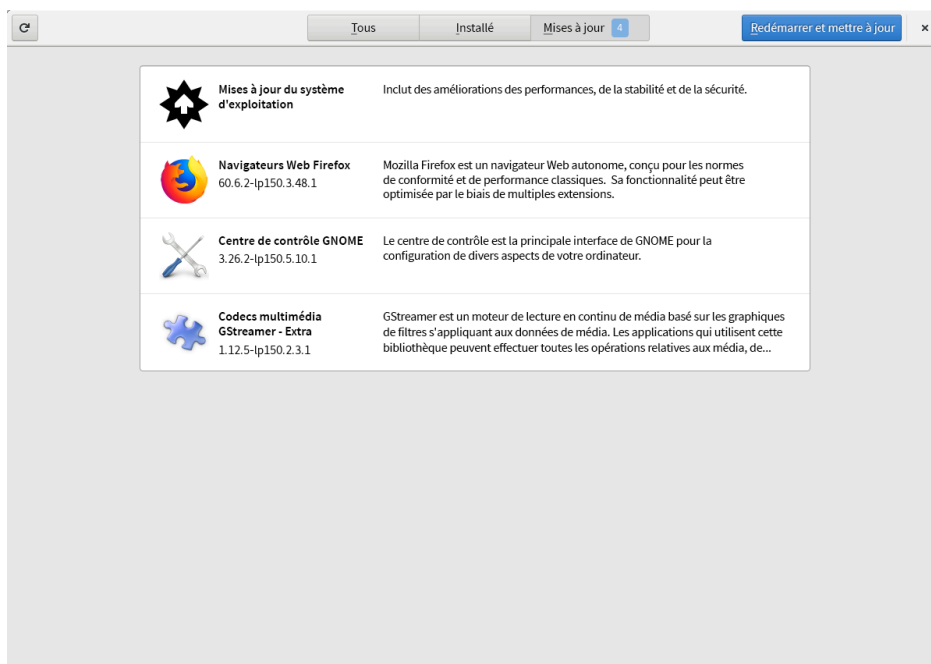 Tous
Installé
Mises à jour 4
Redémarrer et mettre à jour
Mises à jour du système
d'exploitation
Inclut des améliorations des performances, de la stabilité et de la sécurité.
Navigateurs Web Firefox
60.6.2-lp150.3.48.1
Mozilla Firefox est un navigateur Web autonome, conçu pour les normes
de conformité et de performance classiques.  Sa fonctionnalité peut être
optimisée par le biais de multiples extensions.
Centre de contrôle GNOME
3.26.2-lp150.5.10.1
Le centre de contrôle est la principale interface de GNOME pour la
configuration de divers aspects de votre ordinateur.
Codecs multimédia
GStreamer - Extra
1.12.5-lp150.2.3.1
GStreamer est un moteur de lecture en continu de média basé sur les graphiques
de filtres s'appliquant aux données de média. Les applications qui utilisent cette
bibliothèque peuvent effectuer toutes les opérations relatives aux média, de...